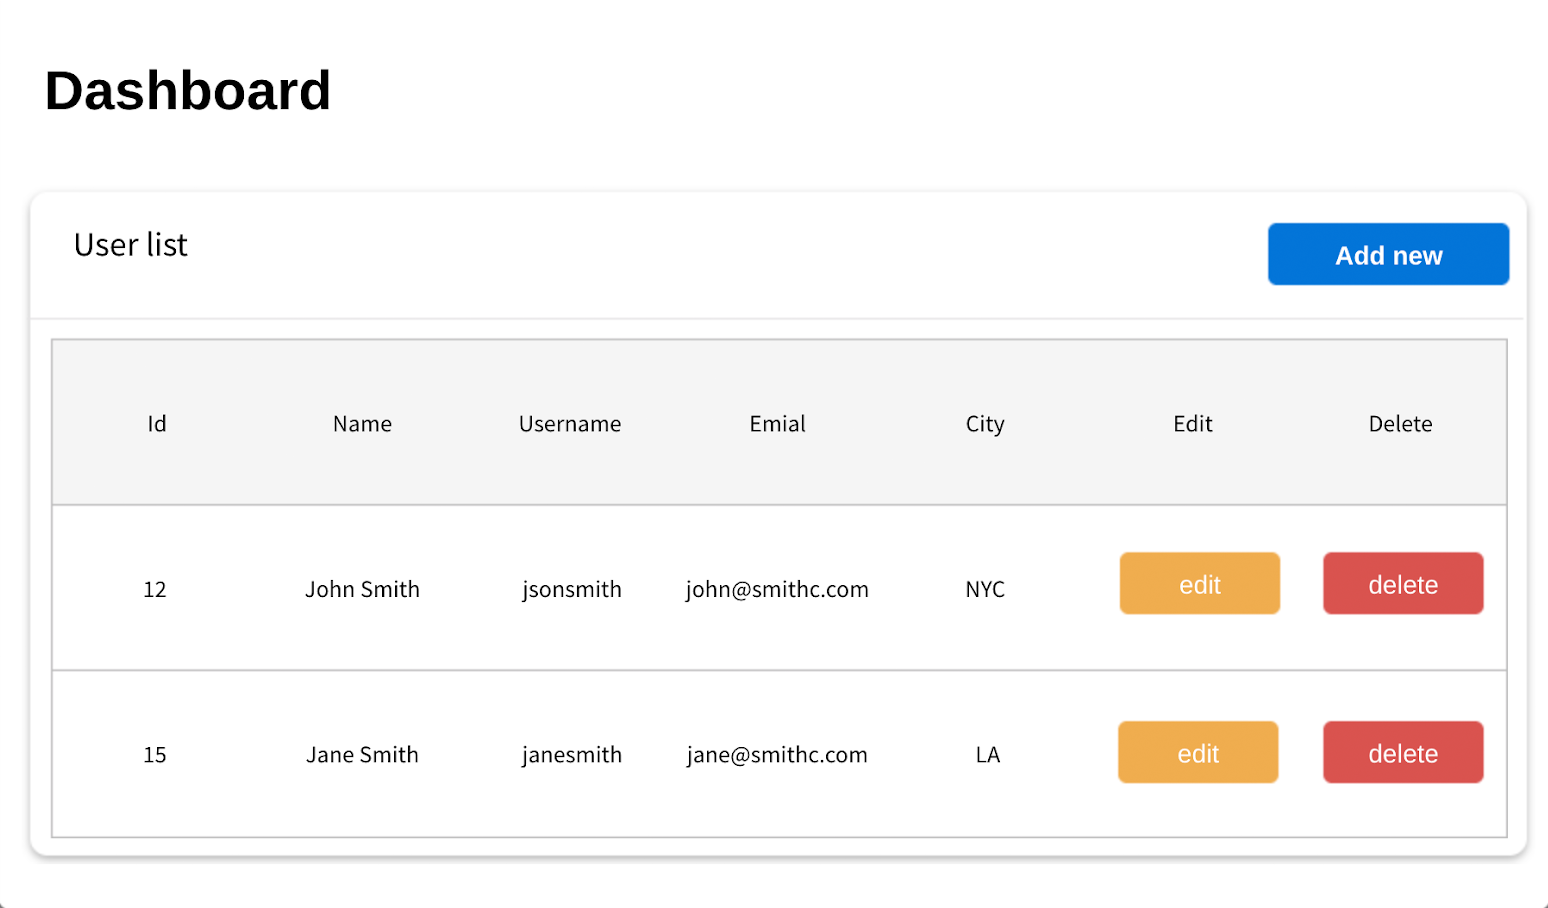 Dashboard
User list
Add new
Id Name Username Emial City Edit Delete
12 John Smith jsonsmith john@smithc.com NYC edit delete
15 Jane Smith janesmith jane@smithc.com LA edit delete